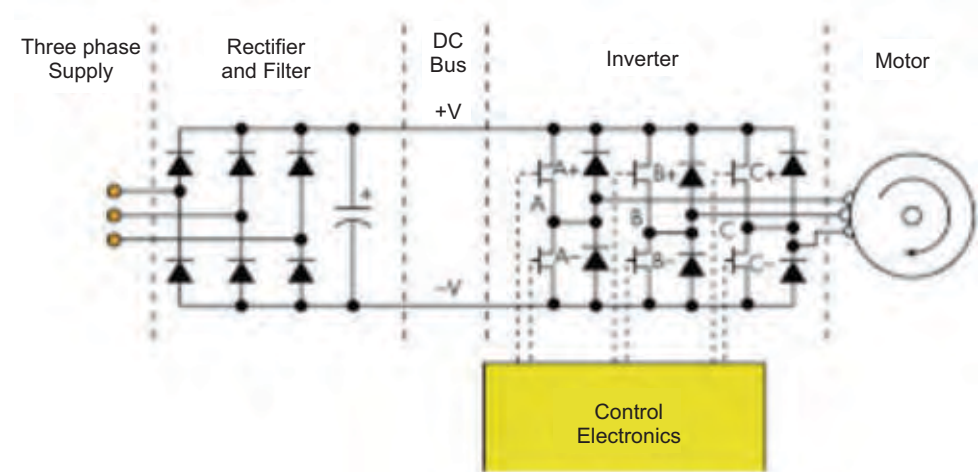 Three phase
Supply
Rectifier
and Filter
DC
Bus
Inverter
Motor
+V
+
A+
B+
C+
A
B
C
A–
B-
C–
–V
Control
Electronics